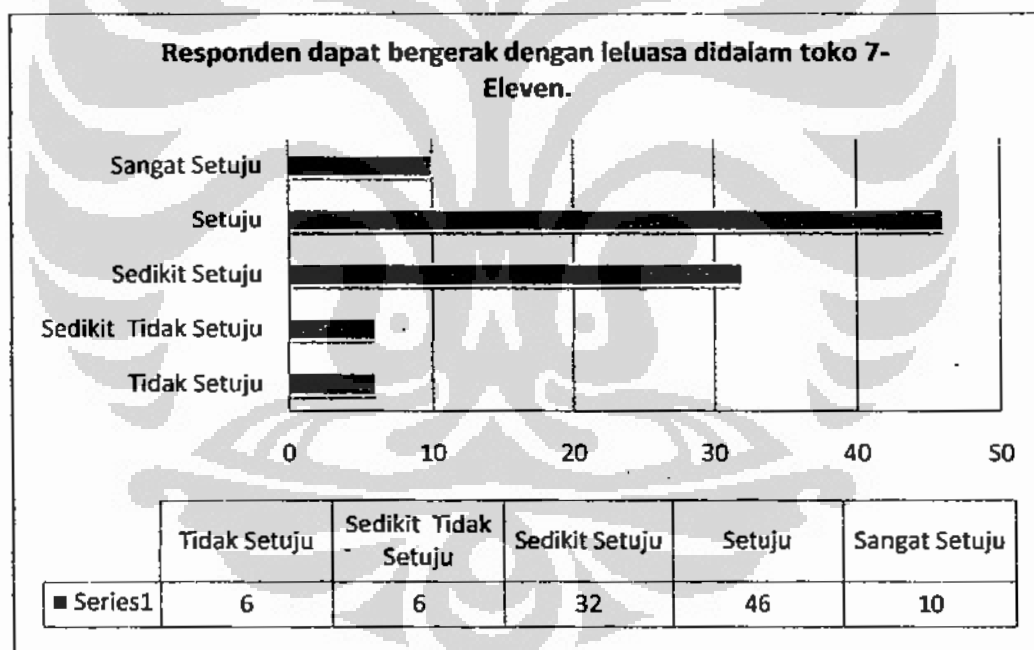 Responden dapat bergerak dengan leluasa didalam toko 7-
Eleven.
Sangat Setuju
Setuju
Sedikit Setuju
Sedikit Tidak Setuju
Tidak Setuju
0 10 20 30 40 50
Tidak Setuju Sedikit Tidak Setuju Sedikit Setuju Setuju Sangat Setuju
■ Series1 6 6 32 46 10